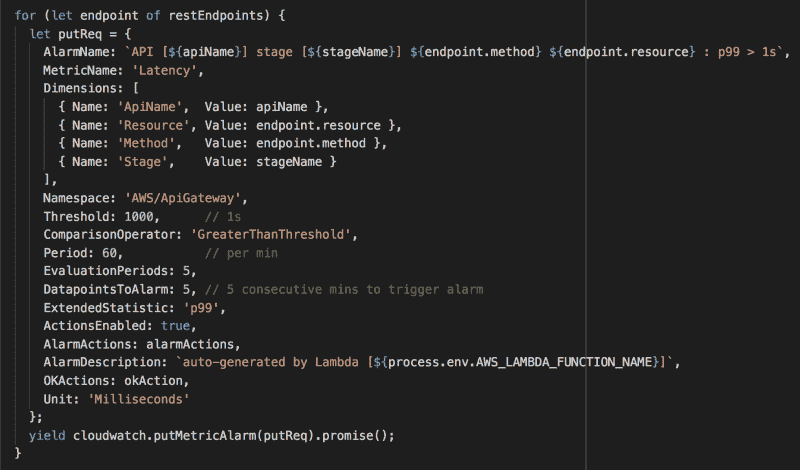 for (let endpoint of restEndpoints) {
  let putReq = {
    AlarmName: `API [${apiName}] stage [${stageName}] ${endpoint.method} ${endpoint.resource} : p99 > 1s`,
    MetricName: 'Latency',
    Dimensions: [
      { Name: 'ApiName',  Value: apiName },
      { Name: 'Resource', Value: endpoint.resource },
      { Name: 'Method',   Value: endpoint.method },
      { Name: 'Stage',    Value: stageName }
    ],
    Namespace: 'AWS/ApiGateway',
    Threshold: 1000,      // 1s
    ComparisonOperator: 'GreaterThanThreshold',
    Period: 60,           // per min
    EvaluationPeriods: 5,
    DatapointsToAlarm: 5, // 5 consecutive mins to trigger alarm
    ExtendedStatistic: 'p99',
    ActionsEnabled: true,
    AlarmActions: alarmActions,
    AlarmDescription: `auto-generated by Lambda [${process.env.AWS_LAMBDA_FUNCTION_NAME}]`,
    OKActions: okAction,
    Unit: 'Milliseconds'
  };
  yield cloudwatch.putMetricAlarm(putReq).promise();
}